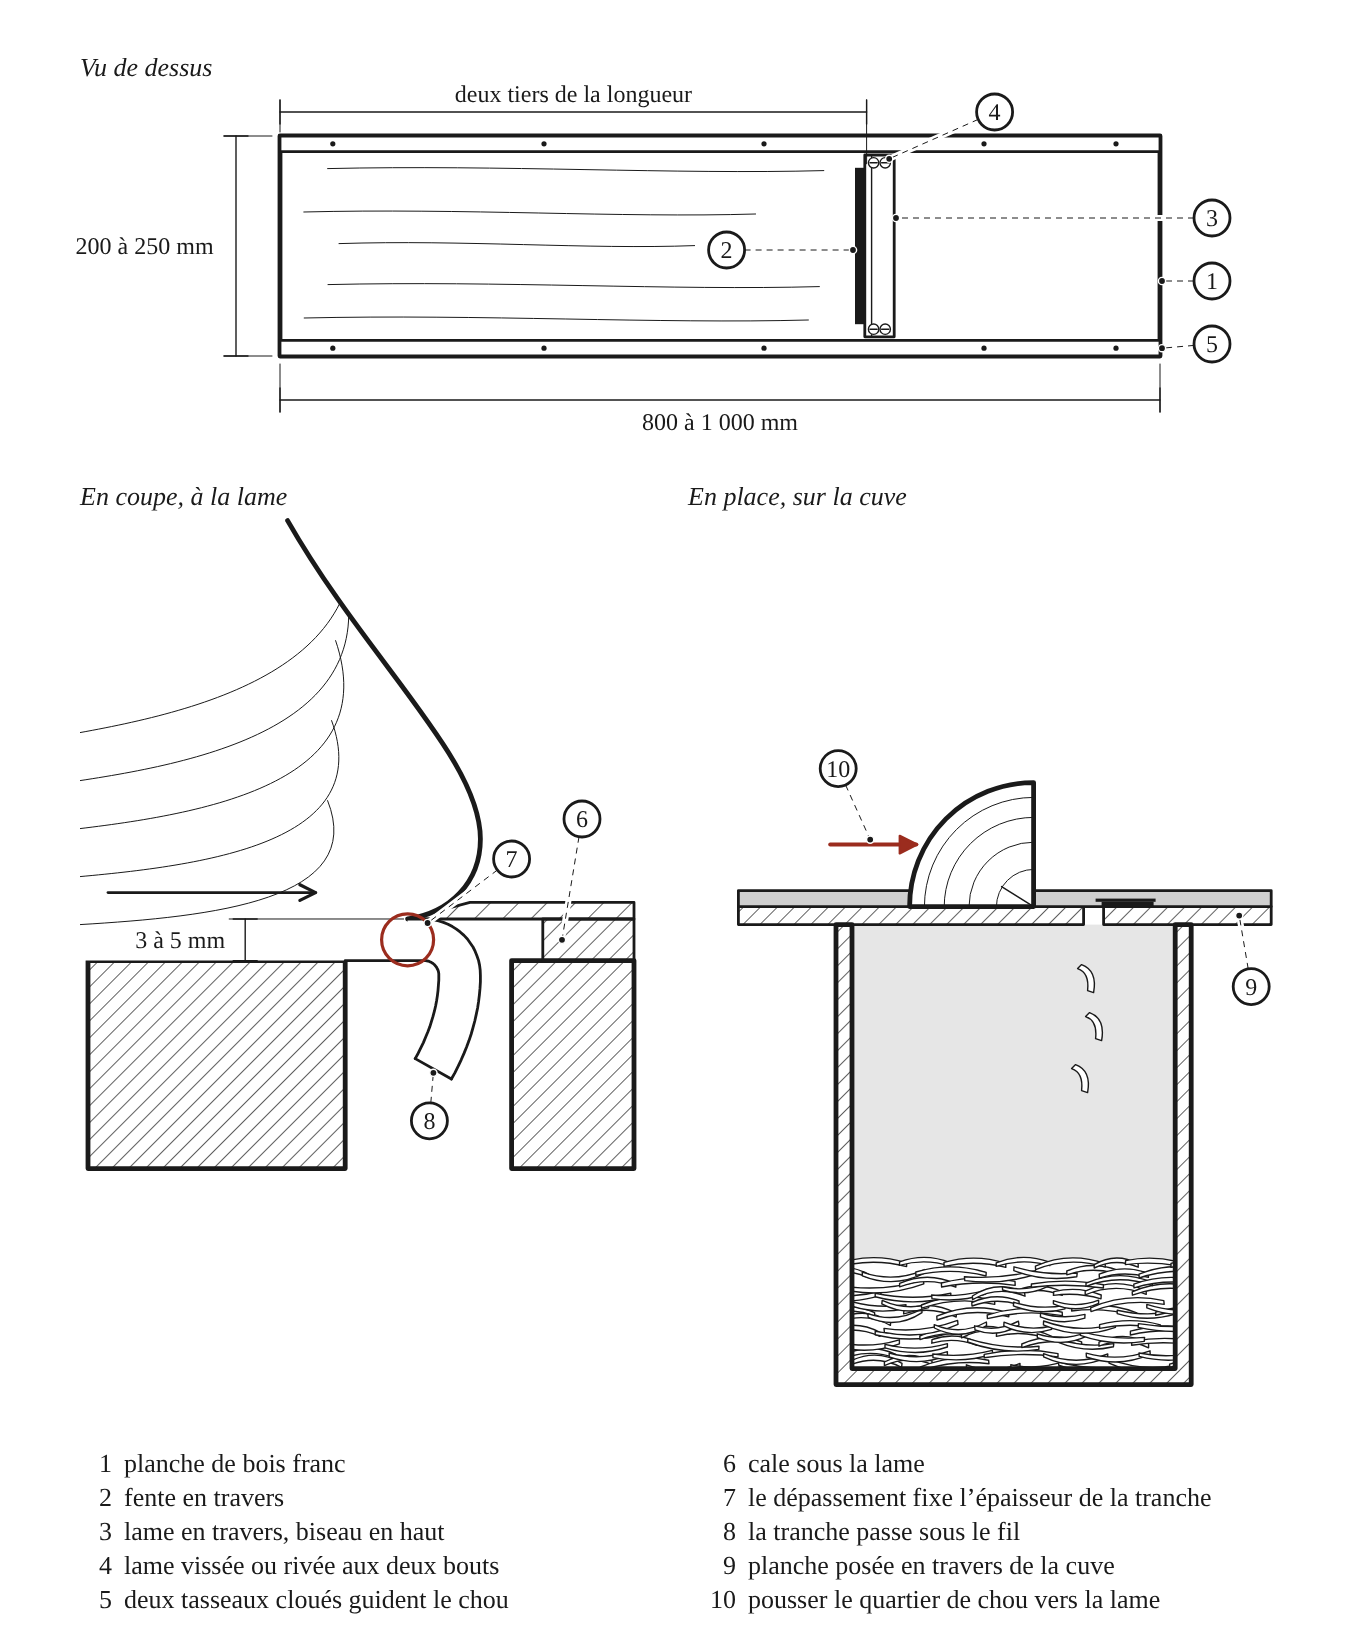 Vu de dessus
deux tiers de la longueur
4
3
200 à 250 mm
2
1
5
800 à 1 000 mm
En coupe, à la lame
En place, sur la cuve
10
6
7
3 à 5 mm
9
8
1 planche de bois franc
2 fente en travers
3 lame en travers, biseau en haut
4 lame vissée ou rivée aux deux bouts
5 deux tasseaux cloués guident le chou
6 cale sous la lame
7 le dépassement fixe l’épaisseur de la tranche
8 la tranche passe sous le fil
9 planche posée en travers de la cuve
10 pousser le quartier de chou vers la lame